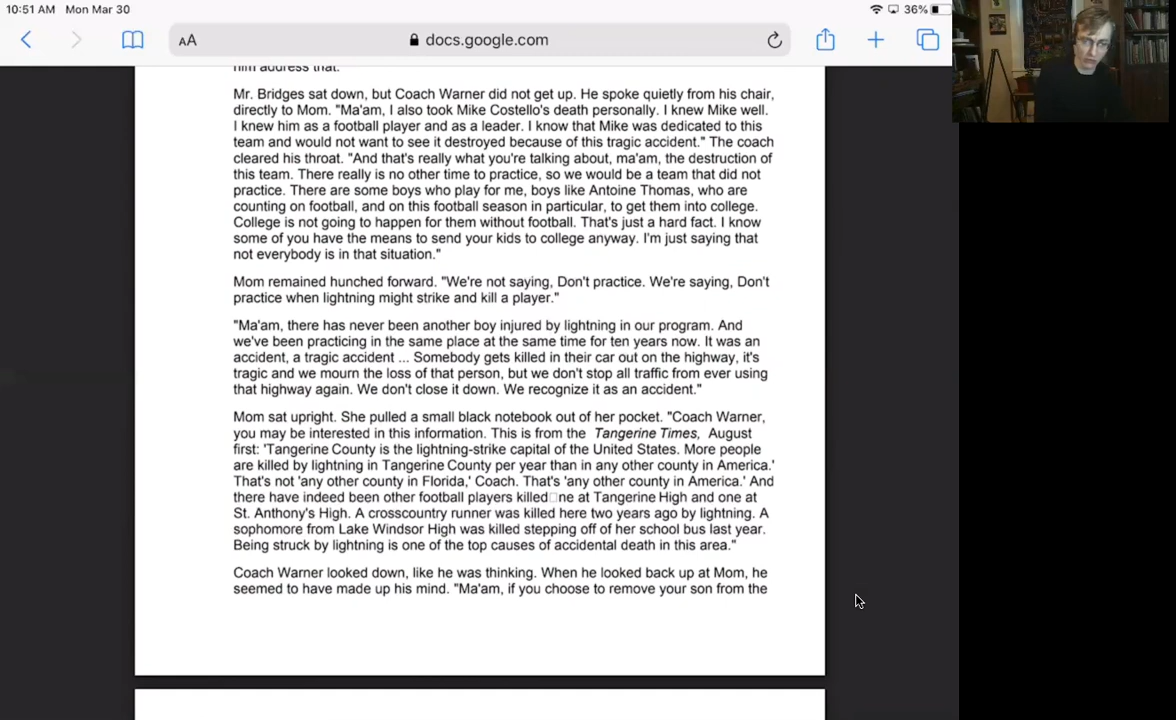 10:51 AM Mon Mar 30
36%
AA
docs.google.com
him address that.
Mr. Bridges sat down, but Coach Warner did not get up. He spoke quietly from his chair,
directly to Mom. "Ma'am, I also took Mike Costello's death personally. I knew Mike well.
I knew him as a football player and as a leader. I know that Mike was dedicated to this
team and would not want to see it destroyed because of this tragic accident." The coach
cleared his throat. "And that's really what you're talking about, ma'am, the destruction of
this team. There really is no other time to practice, so we would be a team that did not
practice. There are some boys who play for me, boys like Antoine Thomas, who are
counting on football, and on this football season in particular, to get them into college.
College is not going to happen for them without football. That's just a hard fact. I know
some of you have the means to send your kids to college anyway. I'm just saying that
not everybody is in that situation."
Mom remained hunched forward. "We're not saying, Don't practice. We're saying, Don't
practice when lightning might strike and kill a player."
"Ma'am, there has never been another boy injured by lightning in our program. And
we've been practicing in the same place at the same time for ten years now. It was an
accident, a tragic accident ... Somebody gets killed in their car out on the highway, it's
tragic and we mourn the loss of that person, but we don't stop all traffic from ever using
that highway again. We don't close it down. We recognize it as an accident."
Mom sat upright. She pulled a small black notebook out of her pocket. "Coach Warner,
you may be interested in this information. This is from the Tangerine Times, August
first: 'Tangerine County is the lightning-strike capital of the United States. More people
are killed by lightning in Tangerine County per year than in any other county in America.'
That's not 'any other county in Florida,' Coach. That's 'any other county in America.' And
there have indeed been other football players killed□ne at Tangerine High and one at
St. Anthony's High. A crosscountry runner was killed here two years ago by lightning. A
sophomore from Lake Windsor High was killed stepping off of her school bus last year.
Being struck by lightning is one of the top causes of accidental death in this area."
Coach Warner looked down, like he was thinking. When he looked back up at Mom, he
seemed to have made up his mind. "Ma'am, if you choose to remove your son from the